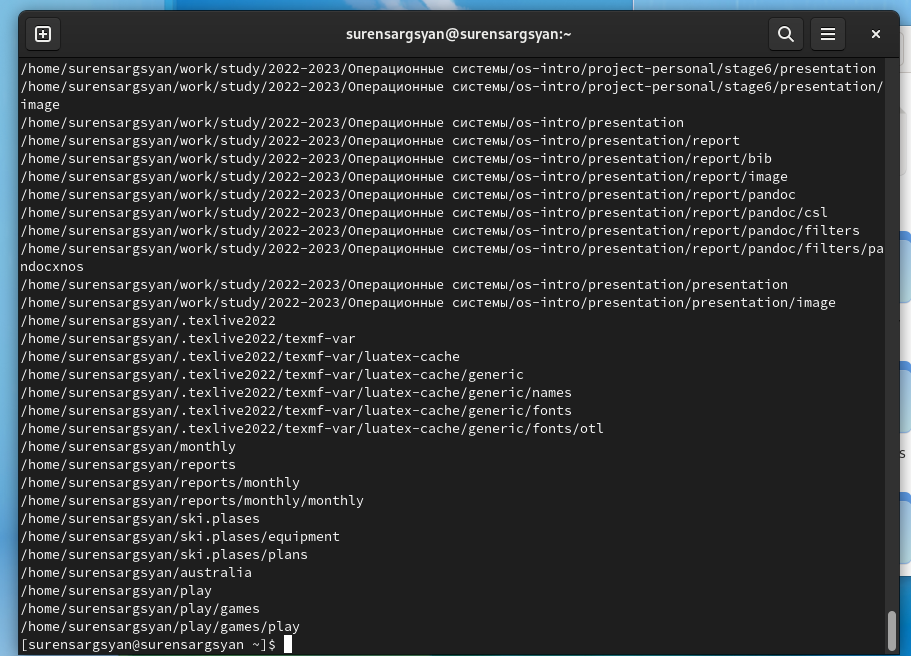 surensargsyan@surensargsyan:~
/home/surensargsyan/work/study/2022-2023/Операционные системы/os-intro/project-personal/stage6/presentation
/home/surensargsyan/work/study/2022-2023/Операционные системы/os-intro/project-personal/stage6/presentation/
image
/home/surensargsyan/work/study/2022-2023/Операционные системы/os-intro/presentation
/home/surensargsyan/work/study/2022-2023/Операционные системы/os-intro/presentation/report
/home/surensargsyan/work/study/2022-2023/Операционные системы/os-intro/presentation/report/bib
/home/surensargsyan/work/study/2022-2023/Операционные системы/os-intro/presentation/report/image
/home/surensargsyan/work/study/2022-2023/Операционные системы/os-intro/presentation/report/pandoc
/home/surensargsyan/work/study/2022-2023/Операционные системы/os-intro/presentation/report/pandoc/csl
/home/surensargsyan/work/study/2022-2023/Операционные системы/os-intro/presentation/report/pandoc/filters
/home/surensargsyan/work/study/2022-2023/Операционные системы/os-intro/presentation/report/pandoc/filters/pa
ndocxnos
/home/surensargsyan/work/study/2022-2023/Операционные системы/os-intro/presentation/presentation
/home/surensargsyan/work/study/2022-2023/Операционные системы/os-intro/presentation/presentation/image
/home/surensargsyan/.texlive2022
/home/surensargsyan/.texlive2022/texmf-var
/home/surensargsyan/.texlive2022/texmf-var/luatex-cache
/home/surensargsyan/.texlive2022/texmf-var/luatex-cache/generic
/home/surensargsyan/.texlive2022/texmf-var/luatex-cache/generic/names
/home/surensargsyan/.texlive2022/texmf-var/luatex-cache/generic/fonts
/home/surensargsyan/.texlive2022/texmf-var/luatex-cache/generic/fonts/otl
/home/surensargsyan/monthly
/home/surensargsyan/reports
/home/surensargsyan/reports/monthly
/home/surensargsyan/reports/monthly/monthly
/home/surensargsyan/ski.plases
/home/surensargsyan/ski.plases/equipment
/home/surensargsyan/ski.plases/plans
/home/surensargsyan/australia
/home/surensargsyan/play
/home/surensargsyan/play/games
/home/surensargsyan/play/games/play
[surensargsyan@surensargsyan ~]$